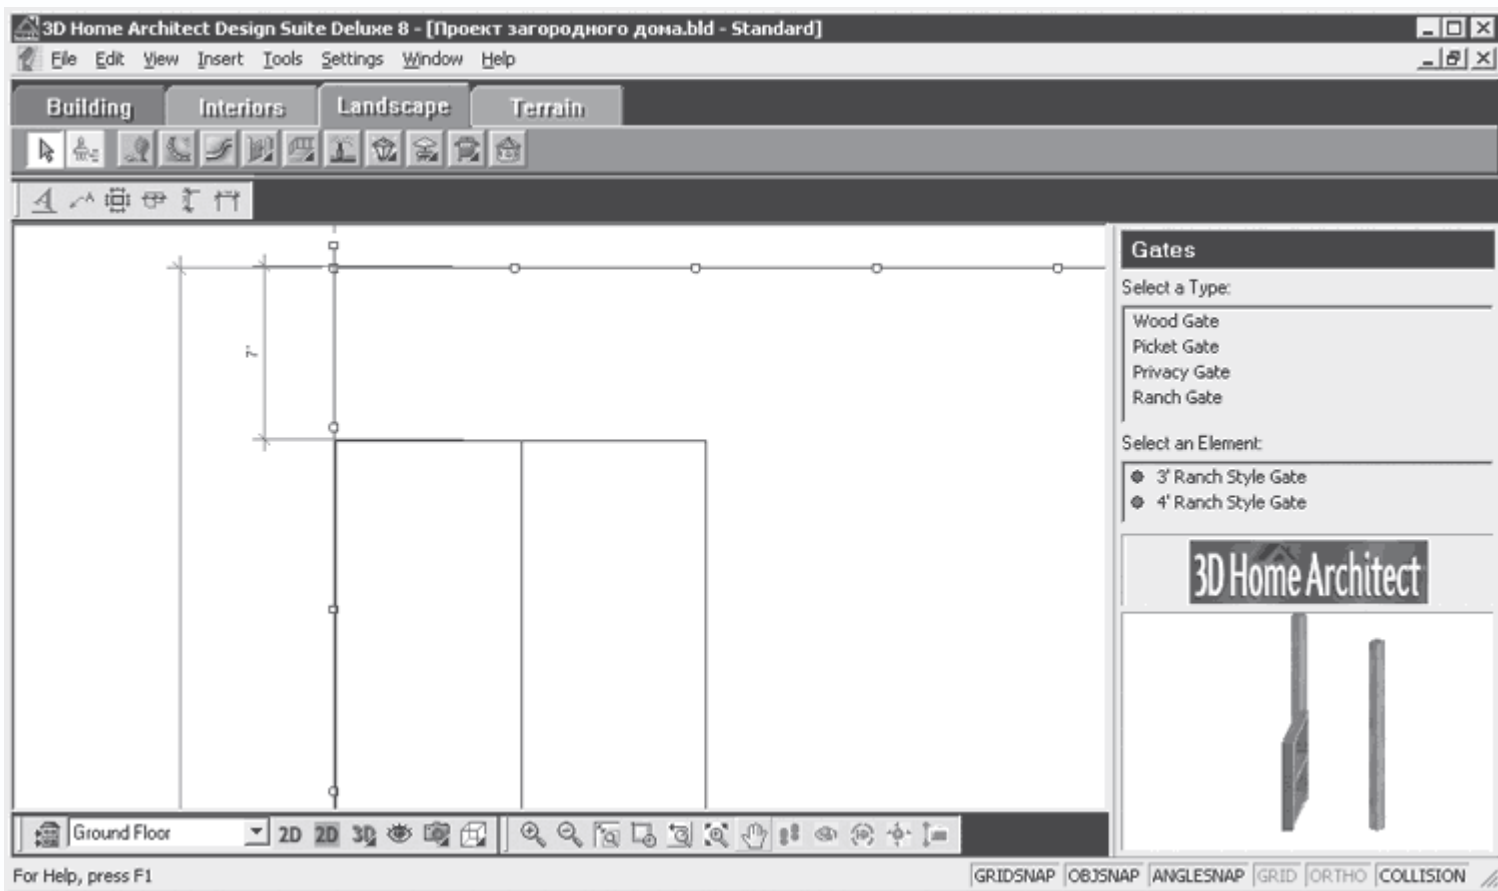 3D Home Architect Design Suite Deluxe 8 - [Проект загородного дома.bld - Standard]
File Edit View Insert Tools Settings Window Help
Building Interiors Landscape Terrain
Gates
Select a Type:
Wood Gate
Picket Gate
Privacy Gate
Ranch Gate
7'
Select an Element:
3' Ranch Style Gate
4' Ranch Style Gate
3D Home Architect
Ground Floor 2D 2D 3D
For Help, press F1 GRIDSNAP OBJSNAP ANGLESNAP GRID ORTHO COLLISION